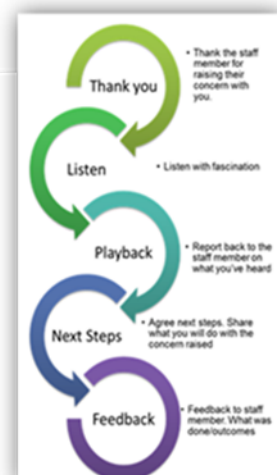 Thank you
• Thank the staff
member for
raising their
concern with
you.
Listen
• Listen with fascination
Playback
• Report back to the
staff member on
what you've heard
Next Steps
• Agree next steps. Share
what you will do with the
concern raised
Feedback
• Feedback to staff
member. What was
done/outcomes